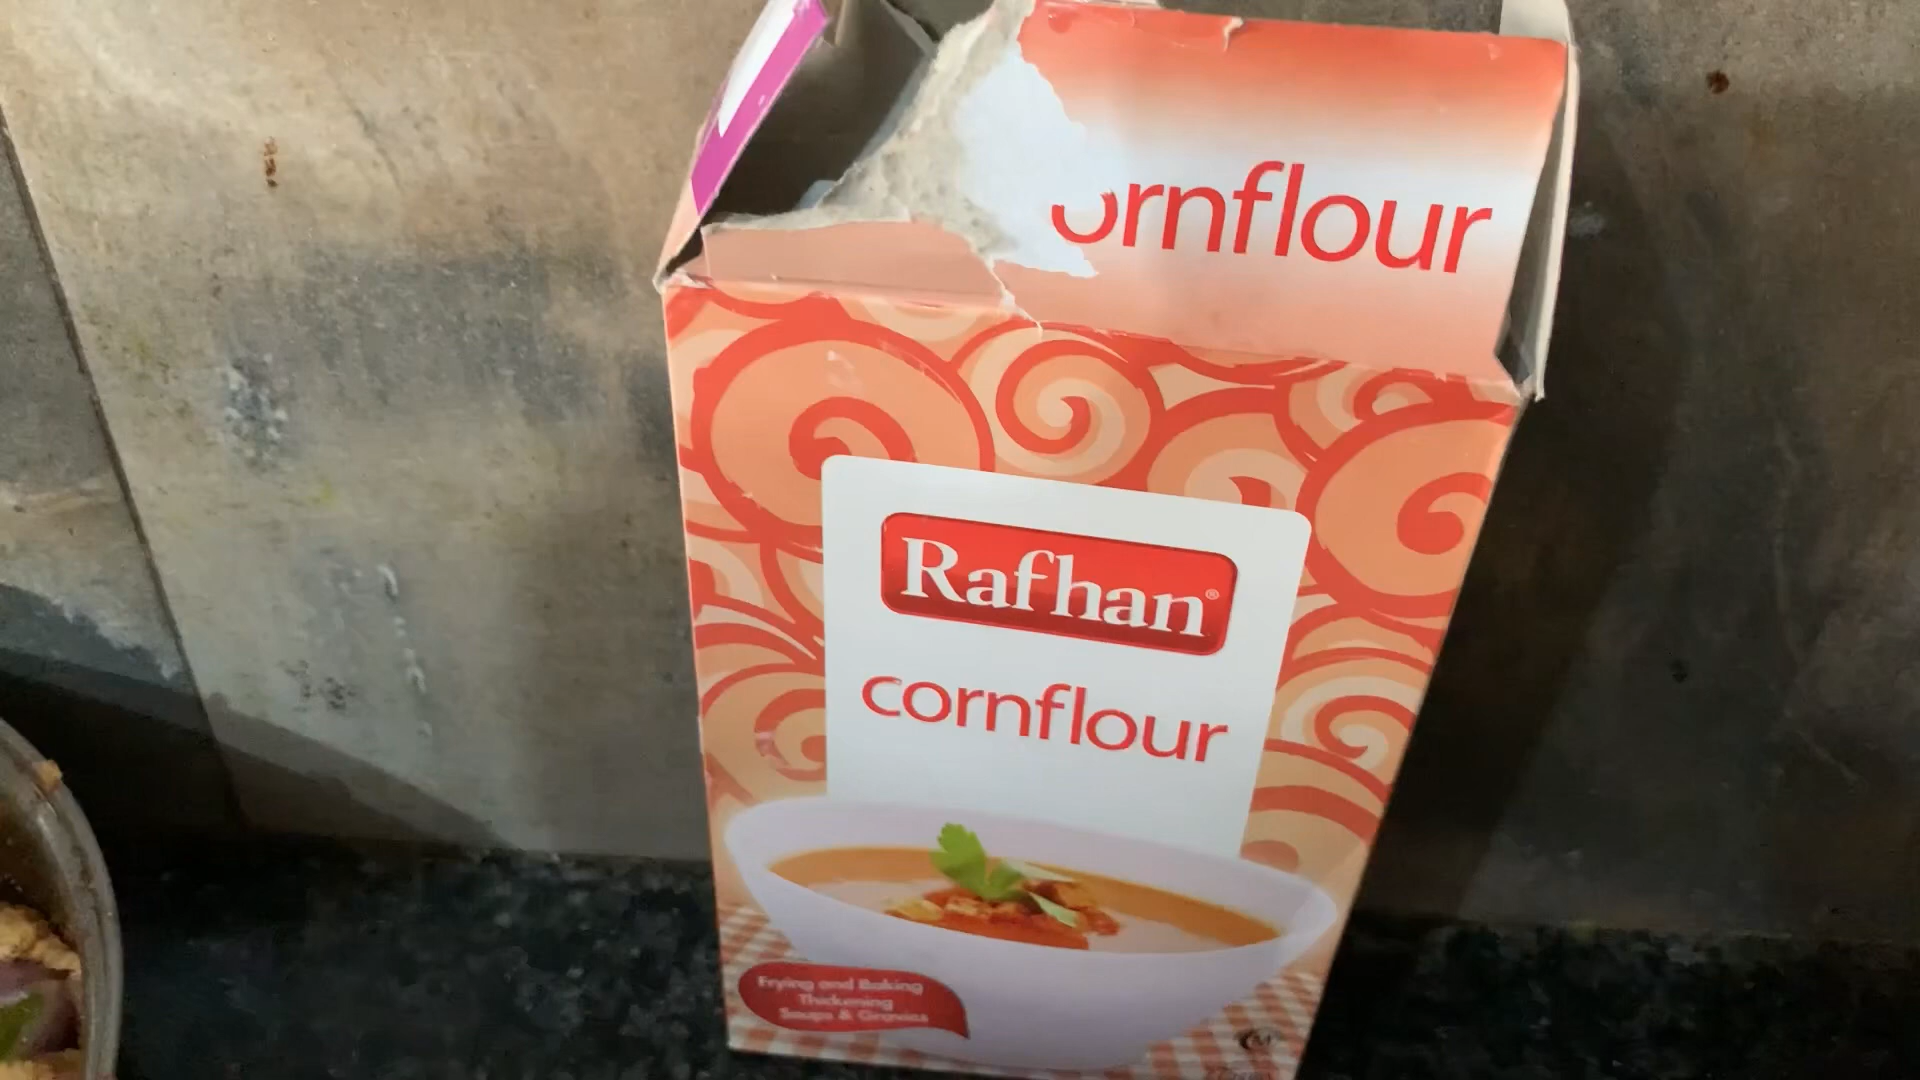 ornflour
Rafhan®
cornflour
Frying and Baking
Thickening
Soups & Gravies